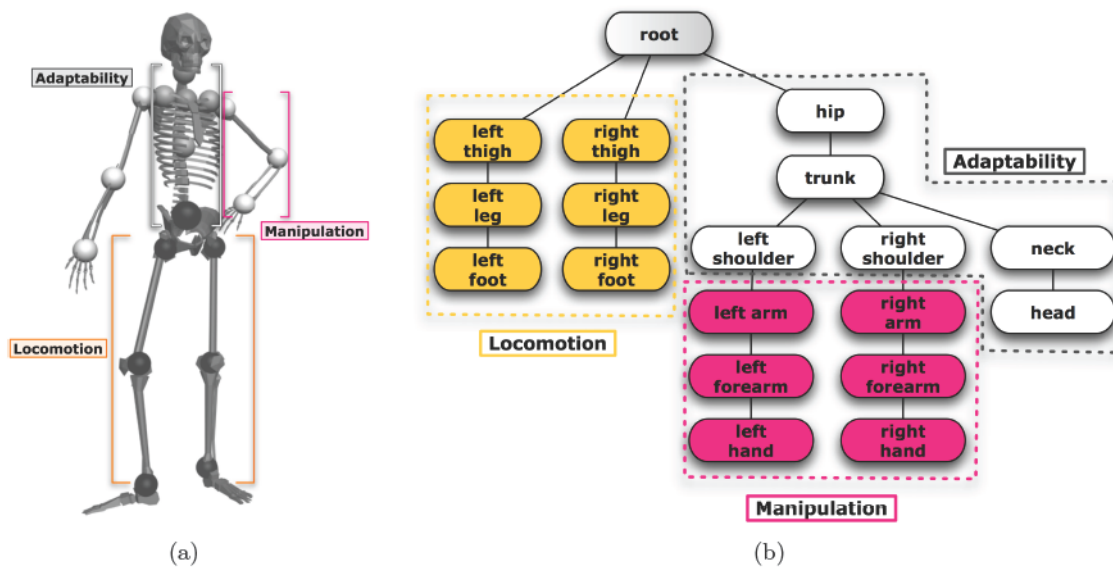 Adaptability
Manipulation
Locomotion
(a)
root
left
thigh
right
thigh
hip
Adaptability
trunk
left
leg
right
leg
left
shoulder
right
shoulder
neck
left
foot
right
foot
left arm
right
arm
head
Locomotion
left
forearm
right
forearm
left
hand
right
hand
Manipulation
(b)